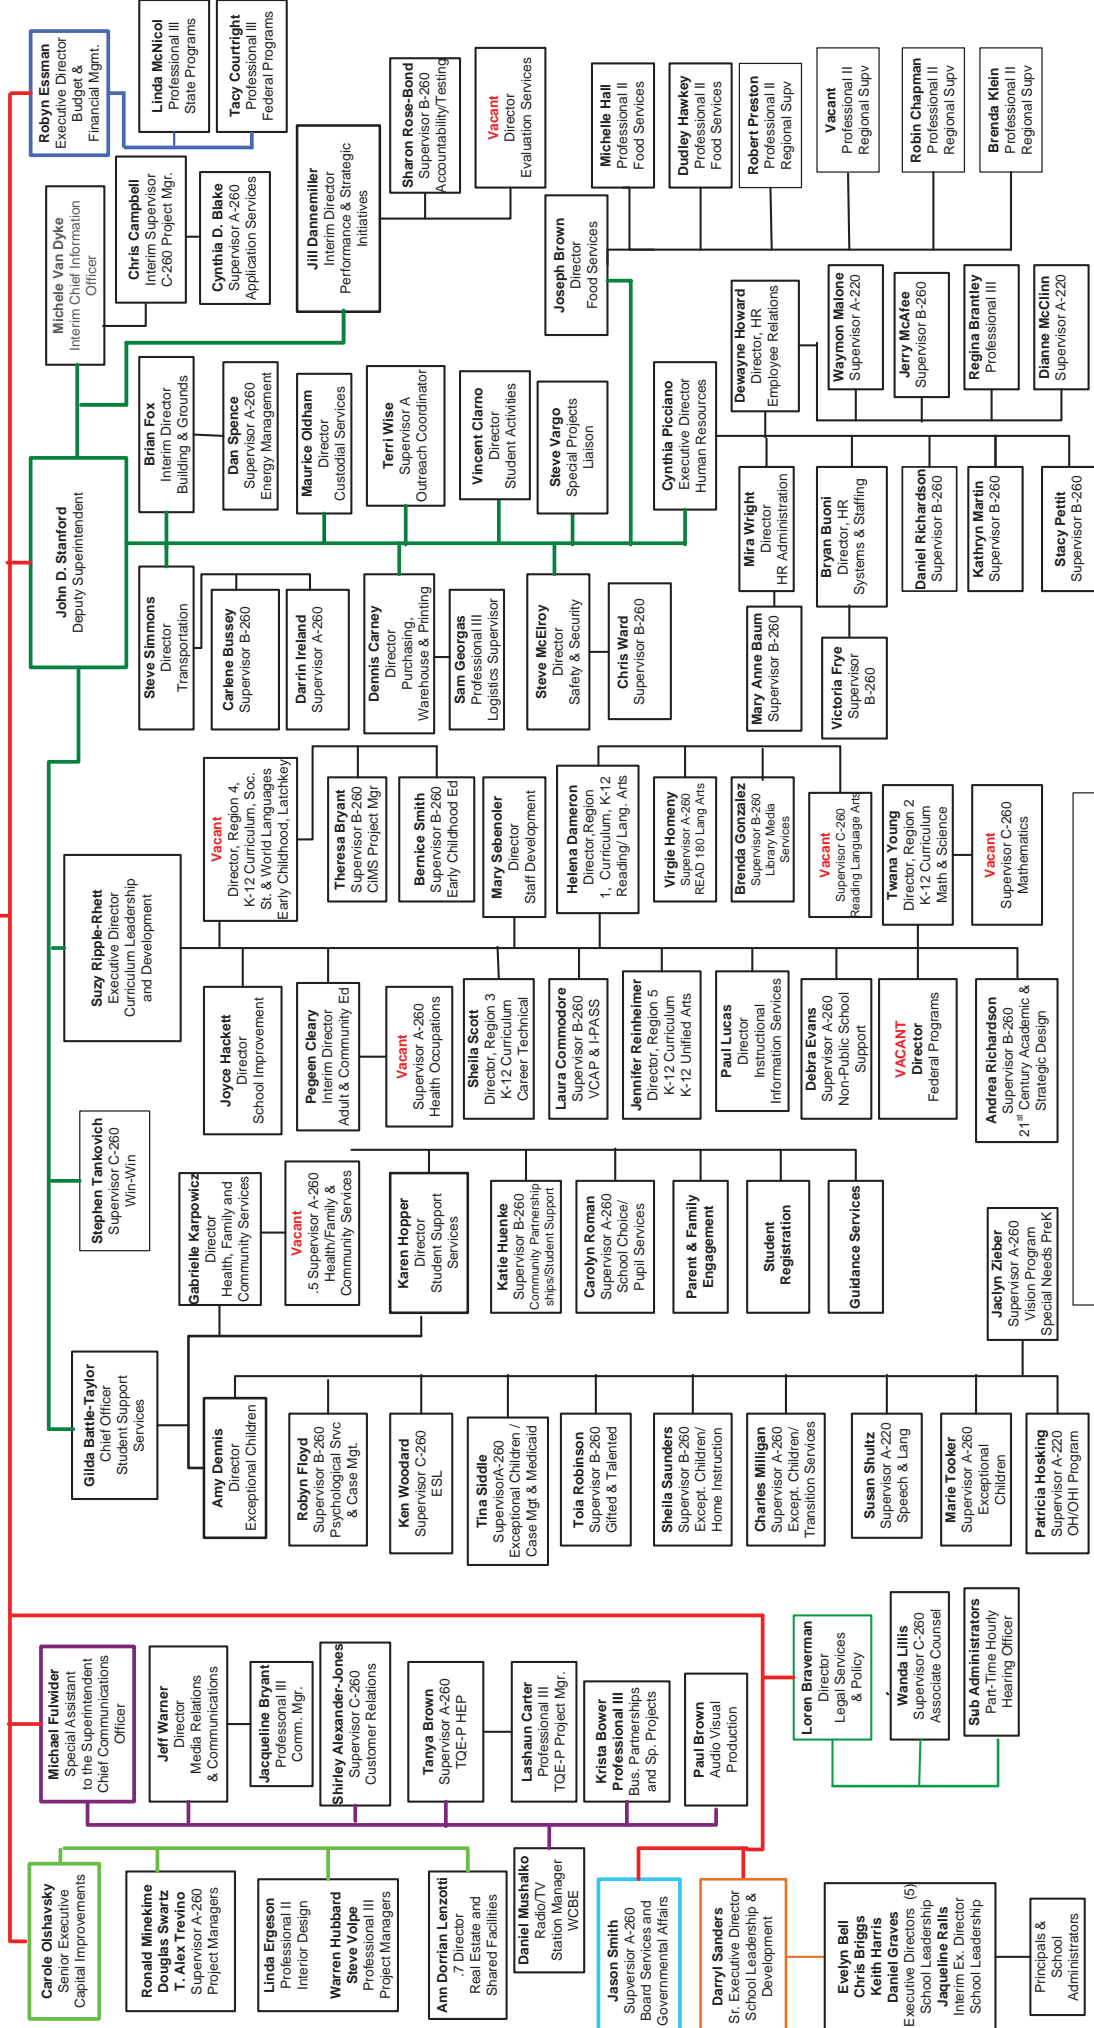 Carole Olshavsky
Senior Executive
Capital Improvements
Ronald Minekime
Douglas Swartz
T. Alex Trevino
Supervisor A-260
Project Managers
Linda Ergeson
Professional II
Interior Design
Warren Hubbard
Steve Volpe
Professional III
Project Managers
Ann Dorrian Lenzotti
.7 Director
Real Estate and
Shared Facilities
Michael Fulwider
Special Assistant
to the Superintendent
Chief Communications
Officer
Jeff Warner
Director
Media Relations
& Communications
Jacqueline Bryant
Professional III
Comm. Mgr.
Shirley Alexander-Jones
Supervisor C-260
Customer Relations
Tanya Brown
Supervisor A-260
TQE-P HEP
Lashaun Carter
Professional III
TQE-P Project Mgr.
Krista Bower
Professional III
Bus. Partnerships
and Sp. Projects
Paul Brown
Audio Visual
Production
Daniel Mushalko
Radio/TV
Station Manager
WCBE
Jason Smith
Supversior A-260
Board Services and
Governmental Affairs
Darryl Sanders
Sr. Executive Director
School Leadership &
Development
Evelyn Bell
Chris Briggs
Keith Harris
Daniel Graves
Executive Directors (5)
School Leadership
Jaqueline Ralls
Interim Ex. Director
School Leadership
Principals &
School
Administrators
Loren Braverman
Director
Legal Services
& Policy
Wanda Lillis
Supervisor C-260
Associate Counsel
Sub Administrators
Part-Time Hourly
Hearing Officer
Gilda Battle-Taylor
Chief Officer
Student Support
Services
Amy Dennis
Director
Exceptional Children
Robyn Floyd
Supervisor B-260
Psychological Srvc
& Case Mgt.
Ken Woodard
Supervisor C-260
ESL
Tina Siddle
SupervisorA-260
Exceptional Children /
Case Mgt & Medicaid
Toia Robinson
Supervisor B-260
Gifted & Talented
Sheila Saunders
Supervisor B-260
Except. Children/
Home Instruction
Charles Milligan
Supervisor A-260
Except. Children/
Transition Services
Susan Shultz
Supervisor A-220
Speech & Lang
Marie Tooker
Supervisor A-260
Exceptional
Children
Patricia Hosking
Supervisor A-220
OH/OHI Program
Jaclyn Zieber
Supervisor A-260
Vision Program
Special Needs PreK
Stephen Tankovich
Supervisor C-260
Win-Win
Gabrielle Karpowicz
Director
Health, Family and
Community Services
Vacant
.5 Supervisor A-260
Health/Family &
Community Services
Karen Hopper
Director
Student Support
Services
Katie Huenke
Supervisor B-260
Community Partnership
ships/Student Support
Carolyn Roman
Supervisor A-260
School Choice/
Pupil Services
Parent & Family
Engagement
Student
Registration
Guidance Services
Suzy Ripple-Rhett
Executive Director
Curriculum Leadership
and Development
Joyce Hackett
Director
School Improvement
Pegeen Cleary
Interim Director
Adult & Community Ed
Vacant
Supervisor A-260
Health Occupations
Sheila Scott
Director, Region 3
K-12 Curriculum
Career Technical
Laura Commodore
Supervisor B-260
VCAP & I-PASS
Jennifer Reinheimer
Director, Region 5
K-12 Curriculum
K-12 Unified Arts
Paul Lucas
Director
Instructional
Information Services
Debra Evans
Supervisor A-260
Non-Public School
Support
VACANT
Director
Federal Programs
Andrea Richardson
Supervisor B-260
21st Century Academic &
Strategic Design
Vacant
Director, Region 4,
K-12 Curriculum, Soc.
St. & World Languages
Early Childhood, Latchkey
Theresa Bryant
Supervisor B-260
CiMS Project Mgr
Bernice Smith
Supervisor B-260
Early Childhood Ed
Mary Sebenoler
Director
Staff Development
Helena Dameron
Director,Region
1, Curriculum, K-12
Reading/ Lang. Arts
Virgie Homeny
Supervisor A-260
READ 180 Lang Arts
Brenda Gonzalez
Supervisor B-260
Library Media
Services
Vacant
Supervisor C-260
Reading Language Arts
Twana Young
Director, Region 2
K-12 Curriculum
Math & Science
Vacant
Supervisor C-260
Mathematics
John D. Stanford
Deputy Superintendent
Steve Simmons
Director
Transportation
Carlene Bussey
Supervisor B-260
Darrin Ireland
Supervisor A-260
Dennis Carney
Director
Purchasing,
Warehouse & Printing
Sam Georgas
Professional III
Logistics Supervisor
Steve McElroy
Director
Safety & Security
Chris Ward
Supervisor B-260
Brian Fox
Interim Director
Building & Grounds
Dan Spence
Supervisor A-260
Energy Management
Maurice Oldham
Director
Custodial Services
Terri Wise
Supervisor A
Outreach Coordinator
Vincent Clarno
Director
Student Activities
Steve Vargo
Special Projects
Liaison
Cynthia Picciano
Executive Director
Human Resources
Mira Wright
Director
HR Administration
Mary Anne Baum
Supervisor B-260
Bryan Buoni
Director, HR
Systems & Staffing
Victoria Frye
Supervisor
B-260
Daniel Richardson
Supervisor B-260
Kathryn Martin
Supervisor B-260
Stacy Pettit
Supervisor B-260
Dewayne Howard
Director, HR
Employee Relations
Waymon Malone
Supervisor A-220
Jerry McAfee
Supervisor B-260
Regina Brantley
Professional III
Dianne McClinn
Supervisor A-220
Michele Van Dyke
Interim Chief Information
Officer
Chris Campbell
Interim Supervisor
C-260 Project Mgr.
Cynthia D. Blake
Supervisor A-260
Application Services
Jill Dannemiller
Interim Director
Performance & Strategic
Initiatives
Sharon Rose-Bond
Supervisor B-260
Accountability/Testing
Vacant
Director
Evaluation Services
Joseph Brown
Director
Food Services
Michelle Hall
Professional II
Food Services
Dudley Hawkey
Professional II
Food Services
Robert Preston
Professional II
Regional Supv
Vacant
Professional II
Regional Supv
Robin Chapman
Professional II
Regional Supv
Brenda Klein
Professional II
Regional Supv
Robyn Essman
Executive Director
Budget &
Financial Mgmt.
Linda McNicol
Professional III
State Programs
Tacy Courtright
Professional III
Federal Programs